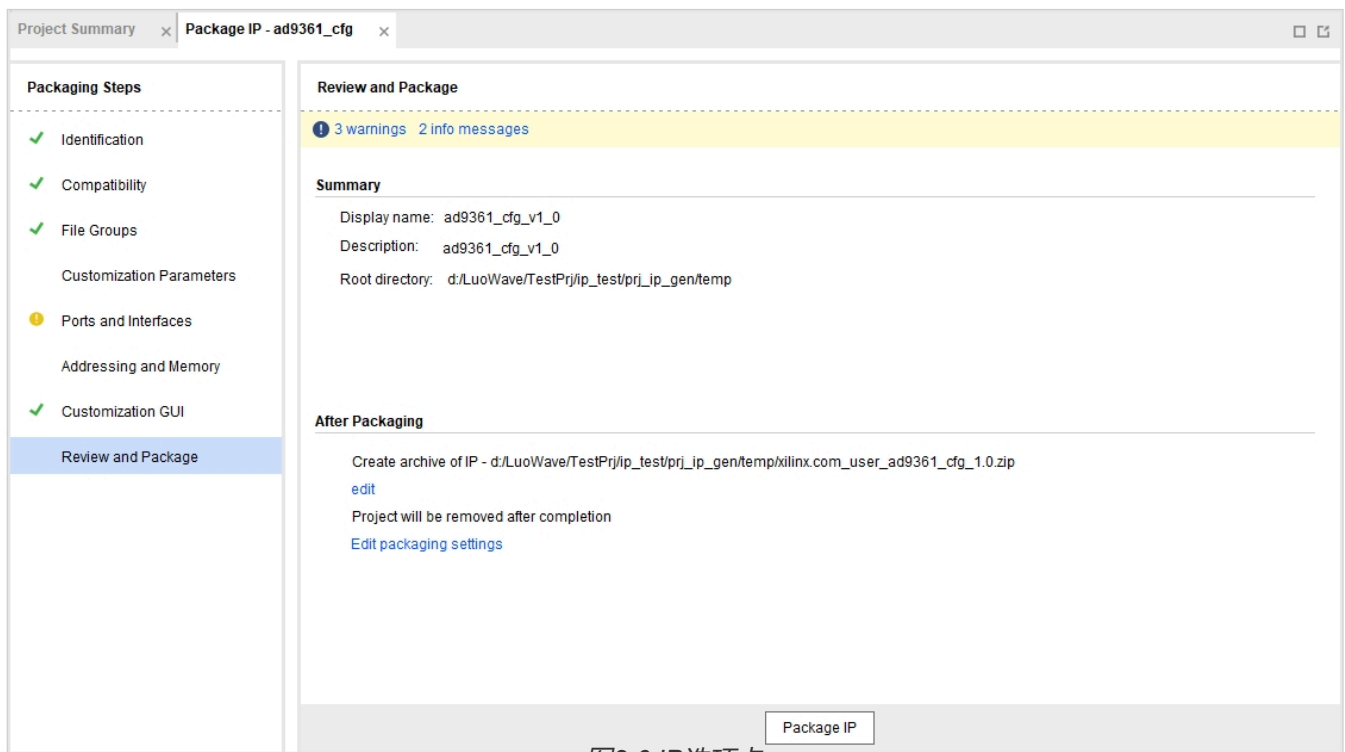 Project Summary
Package IP - ad9361_cfg
Packaging Steps
Identification
Compatibility
File Groups
Customization Parameters
Ports and Interfaces
Addressing and Memory
Customization GUI
Review and Package
Review and Package
3 warnings 2 info messages
Summary
Display name: ad9361_cfg_v1_0
Description: ad9361_cfg_v1_0
Root directory: d:/LuoWave/TestPrj/ip_test/prj_ip_gen/temp
After Packaging
Create archive of IP - d:/LuoWave/TestPrj/ip_test/prj_ip_gen/temp/xilinx.com_user_ad9361_cfg_1.0.zip
edit
Project will be removed after completion
Edit packaging settings
Package IP